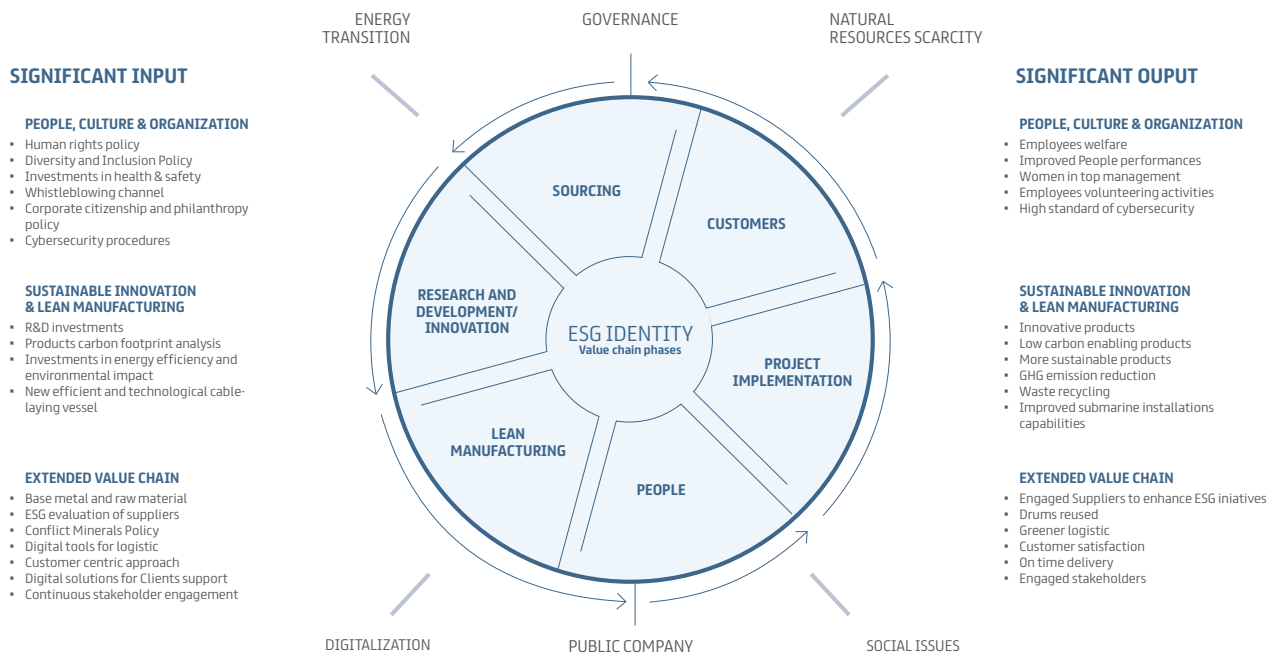 ENERGY
TRANSITION
GOVERNANCE
NATURAL
RESOURCES SCARCITY
SIGNIFICANT INPUT
PEOPLE, CULTURE & ORGANIZATION
▪ Human rights policy
▪ Diversity and Inclusion Policy
▪ Investments in health & safety
▪ Whistleblowing channel
▪ Corporate citizenship and philanthropy
policy
▪ Cybersecurity procedures
SUSTAINABLE INNOVATION
& LEAN MANUFACTURING
▪ R&D investments
▪ Products carbon footprint analysis
▪ Investments in energy efficiency and
environmental impact
▪ New efficient and technological cable-
laying vessel
EXTENDED VALUE CHAIN
▪ Base metal and raw material
▪ ESG evaluation of suppliers
▪ Conflict Minerals Policy
▪ Digital tools for logistic
▪ Customer centric approach
▪ Digital solutions for Clients support
▪ Continuous stakeholder engagement
SOURCING
CUSTOMERS
RESEARCH AND
DEVELOPMENT/
INNOVATION
ESG IDENTITY
Value chain phases
PROJECT
IMPLEMENTATION
LEAN
MANUFACTURING
PEOPLE
SIGNIFICANT OUPUT
PEOPLE, CULTURE & ORGANIZATION
▪ Employees welfare
▪ Improved People performances
▪ Women in top management
▪ Employees volunteering activities
▪ High standard of cybersecurity
SUSTAINABLE INNOVATION
& LEAN MANUFACTURING
▪ Innovative products
▪ Low carbon enabling products
▪ More sustainable products
▪ GHG emission reduction
▪ Waste recycling
▪ Improved submarine installations
capabilities
EXTENDED VALUE CHAIN
▪ Engaged Suppliers to enhance ESG iniatives
▪ Drums reused
▪ Greener logistic
▪ Customer satisfaction
▪ On time delivery
▪ Engaged stakeholders
DIGITALIZATION
PUBLIC COMPANY
SOCIAL ISSUES